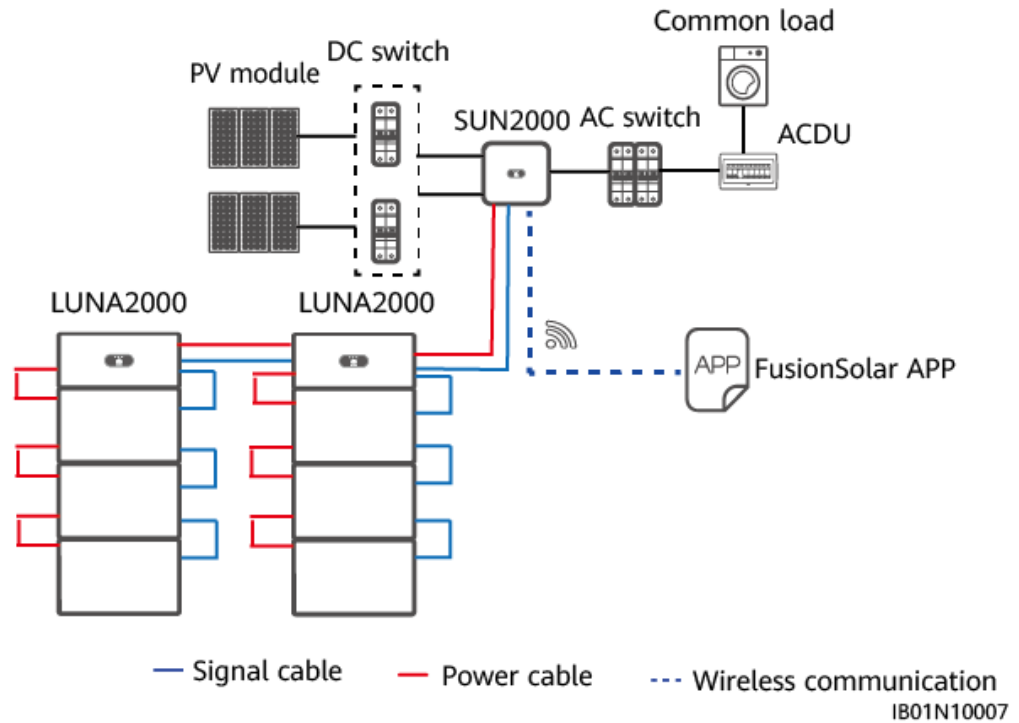 Common load
DC switch
PV module
SUN2000
AC switch
ACDU
LUNA2000
LUNA2000
APP
FusionSolar APP
Signal cable
Power cable
Wireless communication
IB01N10007